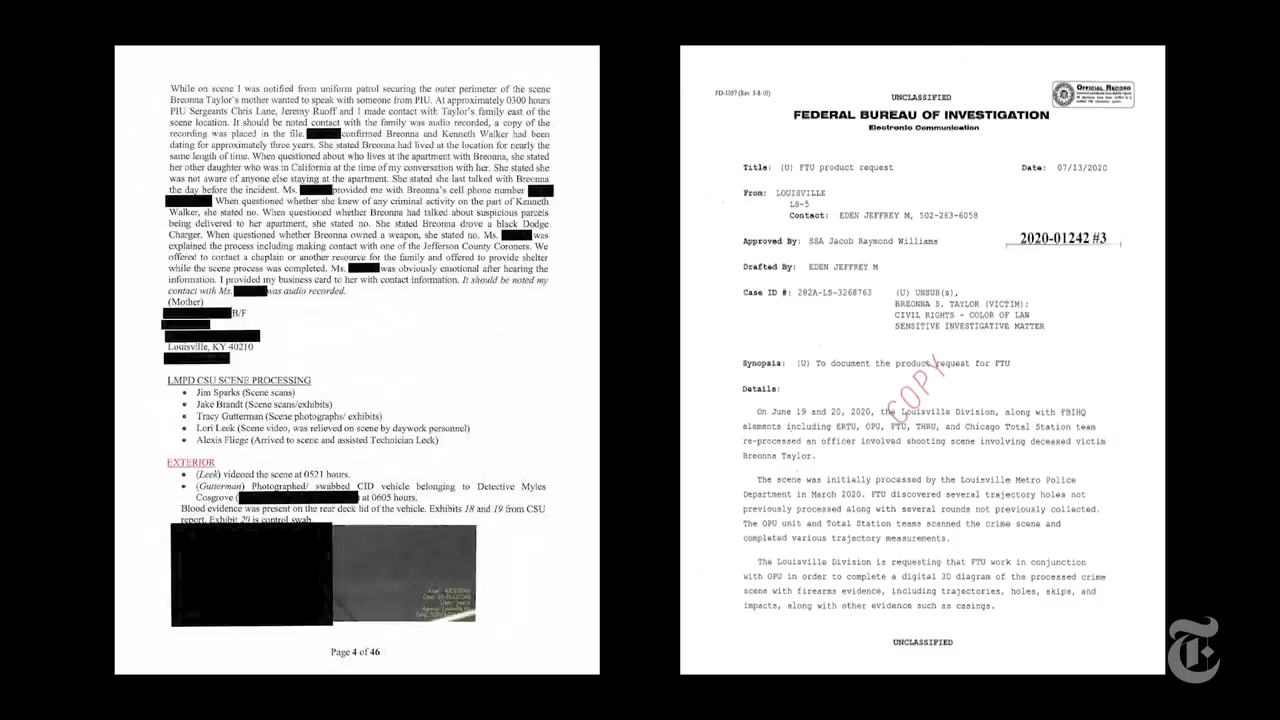 While on scene I was notified from uniform patrol securing the outer perimeter of the scene
Breonna Taylor's mother wanted to speak with someone from PIU. At approximately 0300 hours
PIU Sergeants Chris Lane, Jeremy Ruoff and I made contact with Taylor's family east of the
scene location. It should be noted contact with the family was audio recorded, a copy of the
recording was placed in the file. confirmed Breonna and Kenneth Walker had been
dating for approximately three years. She stated Breonna had lived at the location for nearly the
same length of time. When questioned about who lives at the apartment with Breonna, she stated
her other daughter who was in California at the time of my conversation with her. She stated she
was not aware of anyone else staying at the apartment. She stated she last talked with Breonna
the day before the incident. Ms. provided me with Breonna's cell phone number
When questioned whether she knew of any criminal activity on the part of Kenneth
Walker, she stated no. When questioned whether Breonna had talked about suspicious parcels
being delivered to her apartment, she stated no. She stated Breonna drove a black Dodge
Charger. When questioned whether Breonna owned a weapon, she stated no. Ms. was
explained the process including making contact with one of the Jefferson County Coroners. We
offered to contact a chaplain or another resource for the family and offered to provide shelter
while the scene process was completed. Ms. was obviously emotional after hearing the
information. I provided my business card to her with contact information. It should be noted my
contact with Ms. was audio recorded.
(Mother)
B/F
Louisville, KY 40210
LMPD CSU SCENE PROCESSING
• Jim Sparks (Scene scans)
• Jake Brandt (Scene scans/exhibits)
• Tracy Gutterman (Scene photographs/ exhibits)
• Lori Leek (Scene video, was relieved on scene by daywork personnel)
• Alexis Fliege (Arrived to scene and assisted Technician Leek)
EXTERIOR
• (Leek) videoed the scene at 0521 hours.
• (Gutterman) Photographed/ swabbed CID vehicle belonging to Detective Myles
Cosgrove ( ) at 0605 hours.
Blood evidence was present on the rear deck lid of the vehicle. Exhibits 18 and 19 from CSU
report. Exhibit 20 is control swab.
Page 4 of 46
FD-1057 (Rev. 5-8-10)
OFFICIAL RECORD
UNCLASSIFIED
FEDERAL BUREAU OF INVESTIGATION
Electronic Communication
Title: (U) FTU product request Date: 07/13/2020
From: LOUISVILLE
LS-5
Contact: EDEN JEFFREY M, 502-263-6058
Approved By: SSA Jacob Raymond Williams
2020-01242 #3
Drafted By: EDEN JEFFREY M
Case ID #: 282A-LS-3268763 (U) UNSUB(s),
BREONNA S. TAYLOR (VICTIM);
CIVIL RIGHTS - COLOR OF LAW
SENSITIVE INVESTIGATIVE MATTER
Synopsis: (U) To document the product request for FTU
COPY
Details:
On June 19 and 20, 2020, the Louisville Division, along with FBIHQ
elements including ERTU, OPU, FTU, THRU, and Chicago Total Station team
re-processed an officer involved shooting scene involving deceased victim
Breonna Taylor.
The scene was initially processed by the Louisville Metro Police
Department in March 2020. FTU discovered several trajectory holes not
previously processed along with several rounds not previously collected.
The OPU unit and Total Station teams scanned the crime scene and
completed various trajectory measurements.
The Louisville Division is requesting that FTU work in conjunction
with OPU in order to complete a digital 3D diagram of the processed crime
scene with firearms evidence, including trajectories, holes, skips, and
impacts, along with other evidence such as casings.
UNCLASSIFIED
T